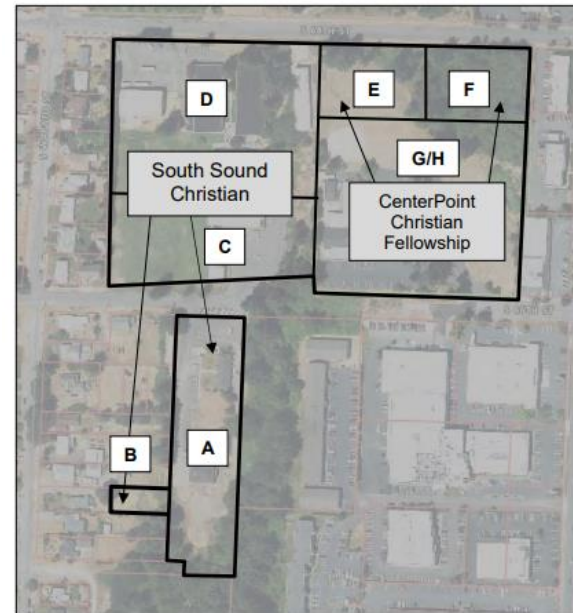 D
E
F
G/H
South Sound
Christian
CenterPoint
Christian
Fellowship
C
B
A